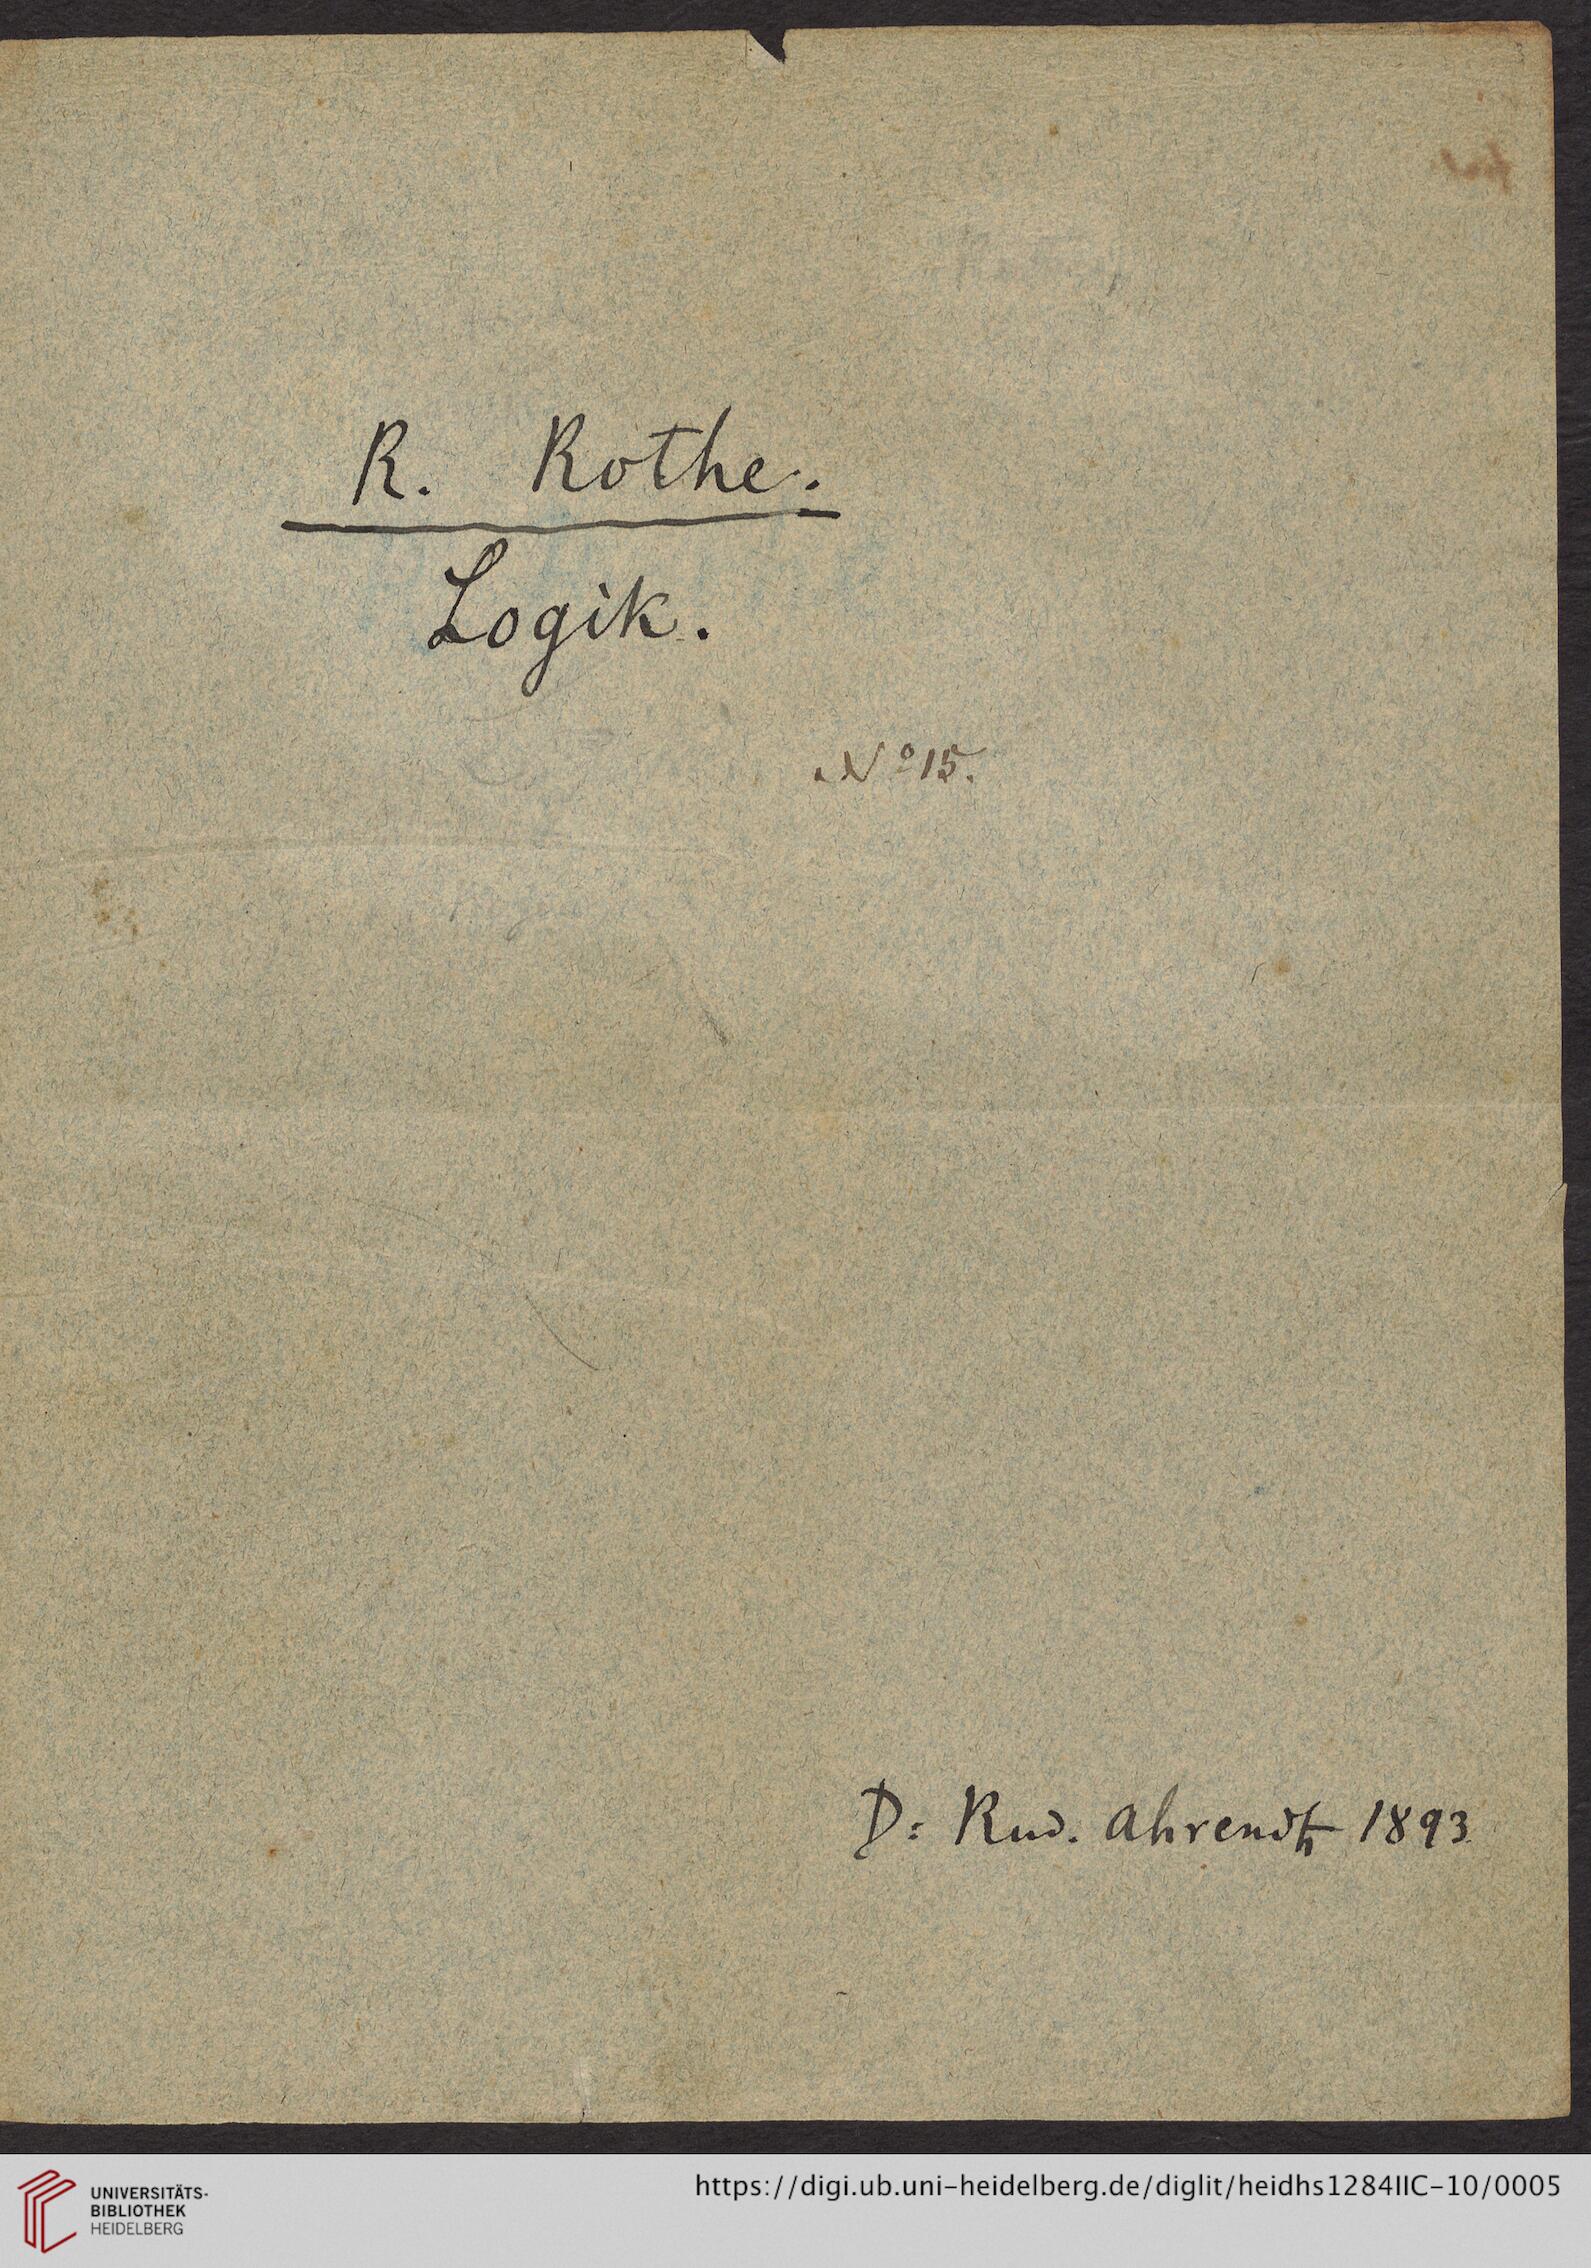 R. Rothe.
Logik.
Nº 15.
D: Rud. Ahrendts 1893
UNIVERSITÄTS-
BIBLIOTHEK
HEIDELBERG
https://digi.ub.uni-heidelberg.de/diglit/heidhs1284IIC-10/0005